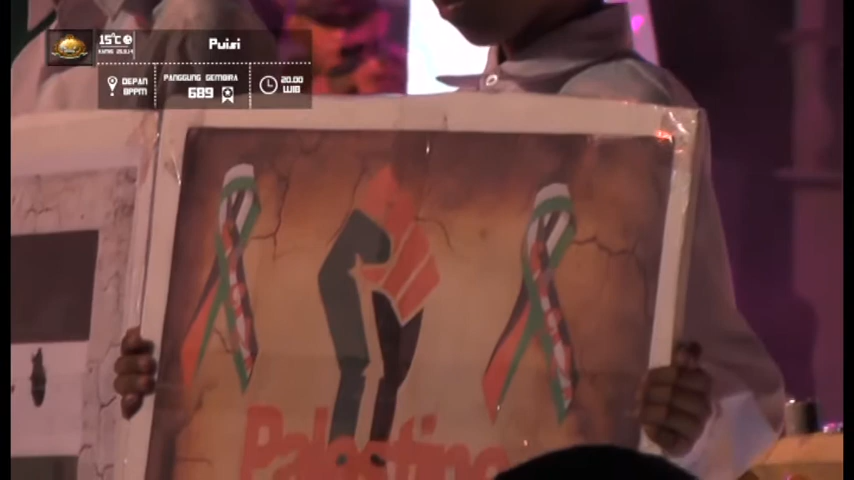 15°C
Puisi
DEPAN
BPPM
PANGGUNG GEMBIRA
689
20.00
WIB
Palestine